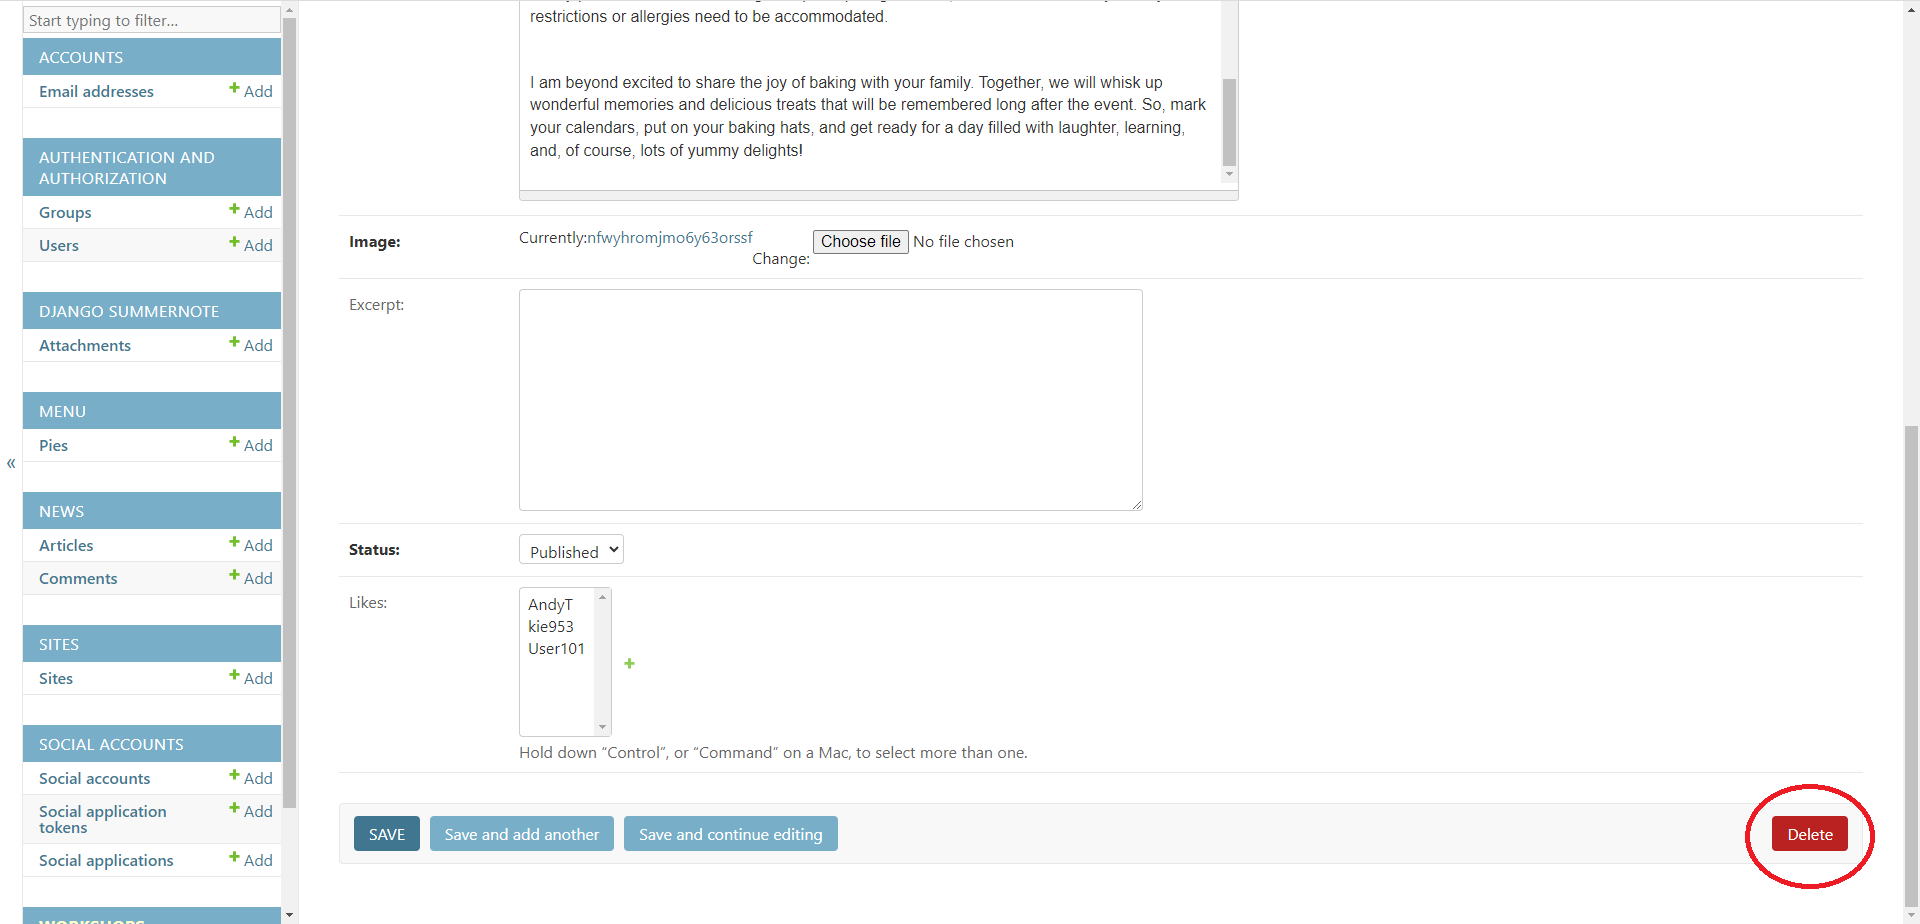 Start typing to filter...
ACCOUNTS
Email addresses + Add
AUTHENTICATION AND
AUTHORIZATION
Groups + Add
Users + Add
DJANGO SUMMERNOTE
Attachments + Add
MENU
Pies + Add
«
NEWS
Articles + Add
Comments + Add
SITES
Sites + Add
SOCIAL ACCOUNTS
Social accounts + Add
Social application
tokens + Add
Social applications + Add
WORKSHOPS
restrictions or allergies need to be accommodated.
I am beyond excited to share the joy of baking with your family. Together, we will whisk up
wonderful memories and delicious treats that will be remembered long after the event. So, mark
your calendars, put on your baking hats, and get ready for a day filled with laughter, learning,
and, of course, lots of yummy delights!
Image: Currently:nfwyhromjmo6y63orssf
Change: Choose file No file chosen
Excerpt:
Status: Published
Likes:
AndyT
kie953
User101
+
Hold down “Control”, or “Command” on a Mac, to select more than one.
SAVE Save and add another Save and continue editing Delete